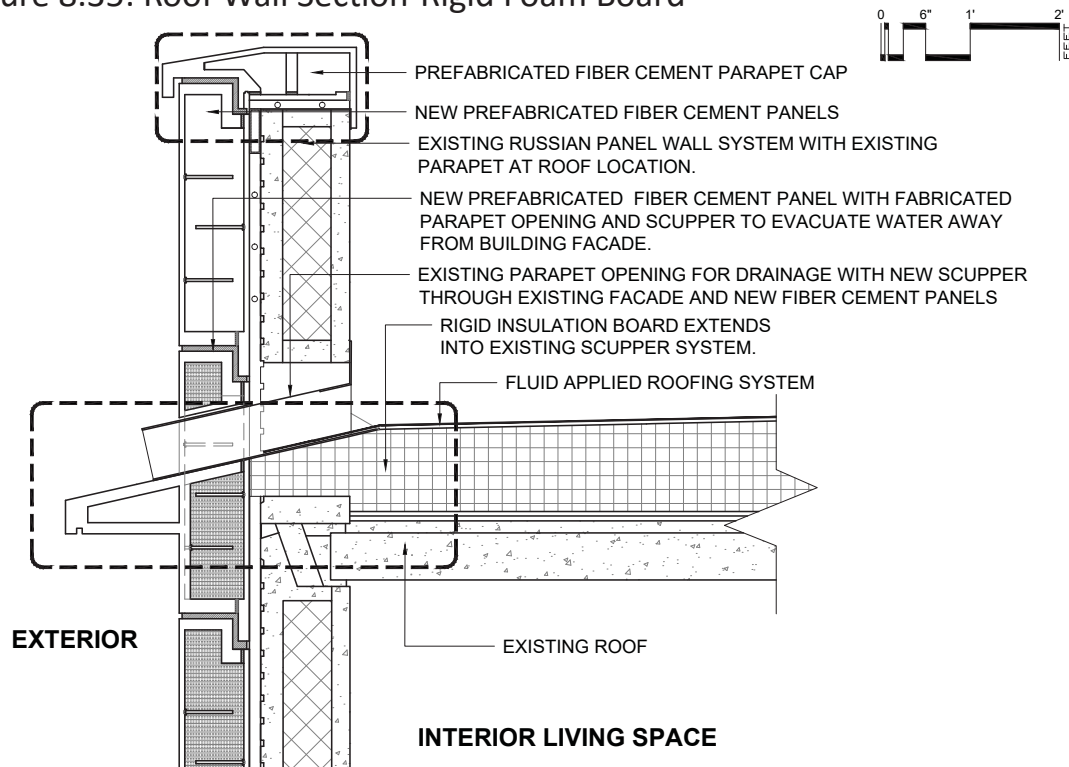 ure 8.35: Roof Wall Section-Rigid Foam Board
0 6" 1' 2'
FEET
PREFABRICATED FIBER CEMENT PARAPET CAP
NEW PREFABRICATED FIBER CEMENT PANELS
EXISTING RUSSIAN PANEL WALL SYSTEM WITH EXISTING
PARAPET AT ROOF LOCATION.
NEW PREFABRICATED FIBER CEMENT PANEL WITH FABRICATED
PARAPET OPENING AND SCUPPER TO EVACUATE WATER AWAY
FROM BUILDING FACADE.
EXISTING PARAPET OPENING FOR DRAINAGE WITH NEW SCUPPER
THROUGH EXISTING FACADE AND NEW FIBER CEMENT PANELS
RIGID INSULATION BOARD EXTENDS
INTO EXISTING SCUPPER SYSTEM.
FLUID APPLIED ROOFING SYSTEM
EXTERIOR
EXISTING ROOF
INTERIOR LIVING SPACE